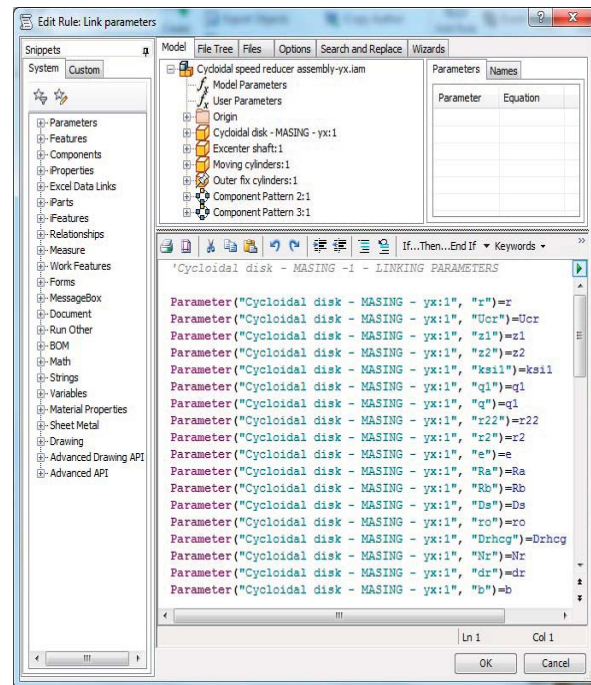 Edit Rule: Link parameters
Snippets
System Custom
Parameters
Features
Components
iProperties
Excel Data Links
iParts
iFeatures
Relationships
Measure
Work Features
Forms
MessageBox
Document
Run Other
BOM
Math
Strings
Variables
Material Properties
Sheet Metal
Drawing
Advanced Drawing API
Advanced API
Model File Tree Files Options Search and Replace Wizards
Cycloidal speed reducer assembly-yx.iam
Model Parameters
User Parameters
Origin
Cycloidal disk - MASING - yx:1
Excenter shaft:1
Moving cylinders:1
Outer fix cylinders:1
Component Pattern 2:1
Component Pattern 3:1
Parameters Names
Parameter Equation
If...Then...End If Keywords
'Cycloidal disk - MASING -1 - LINKING PARAMETERS
Parameter("Cycloidal disk - MASING - yx:1", "r")=r
Parameter("Cycloidal disk - MASING - yx:1", "Ucr")=Ucr
Parameter("Cycloidal disk - MASING - yx:1", "z1")=z1
Parameter("Cycloidal disk - MASING - yx:1", "z2")=z2
Parameter("Cycloidal disk - MASING - yx:1", "ksi1")=ksi1
Parameter("Cycloidal disk - MASING - yx:1", "q1")=q1
Parameter("Cycloidal disk - MASING - yx:1", "q")=q1
Parameter("Cycloidal disk - MASING - yx:1", "r22")=r22
Parameter("Cycloidal disk - MASING - yx:1", "r2")=r2
Parameter("Cycloidal disk - MASING - yx:1", "e")=e
Parameter("Cycloidal disk - MASING - yx:1", "Ra")=Ra
Parameter("Cycloidal disk - MASING - yx:1", "Rb")=Rb
Parameter("Cycloidal disk - MASING - yx:1", "Ds")=Ds
Parameter("Cycloidal disk - MASING - yx:1", "ro")=ro
Parameter("Cycloidal disk - MASING - yx:1", "Drhcg")=Drhcg
Parameter("Cycloidal disk - MASING - yx:1", "Nr")=Nr
Parameter("Cycloidal disk - MASING - yx:1", "dr")=dr
Parameter("Cycloidal disk - MASING - yx:1", "b")=b
Ln 1 Col 1
OK Cancel